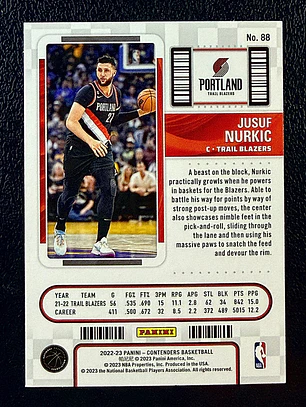 No. 88
PORTLAND
TRAIL BLAZERS
JUSUF
NURKIC
C - TRAIL BLAZERS
PORTLAND
27
A beast on the block, Nurkic
practically growls when he powers
in baskets for the Blazers. Able to
battle his way for points by way of
strong post-up moves, the center
also showcases nimble feet in the
pick-and-roll, sliding through
the lane and then using his
massive paws to snatch the feed
and devour the rim.
YEAR TEAM G FG% FT% 3PM RPG APG STL BLK PTS PPG
21-22 TRAIL BLAZERS 56 .535 .690 15 11.1 2.8 62 34 842 15.0
CAREER 411 .500 .672 32 8.5 2.2 372 489 5015 12.2
PANINI
2022-23 PANINI – CONTENDERS BASKETBALL
© 2023 Panini America, Inc.
© 2023 NBA Properties, Inc. Produced in the USA.
© 2023 the National Basketball Players Association. All rights reserved.
NBA